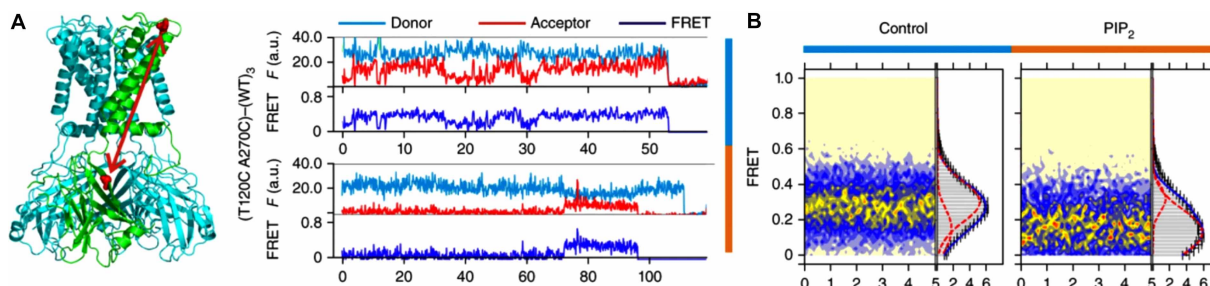 A
Donor Acceptor FRET
(T120C A270C)–(WT)3
F (a.u.)
40.0
20.0
FRET
0.8
0
0 10 20 30 40 50
F (a.u.)
40.0
20.0
FRET
0.8
0
0 20 40 60 80 100
B
Control PIP2
FRET
1.0
0.8
0.6
0.4
0.2
0
0 1 2 3 4 5 2 4 6
0 1 2 3 4 5 2 4 6